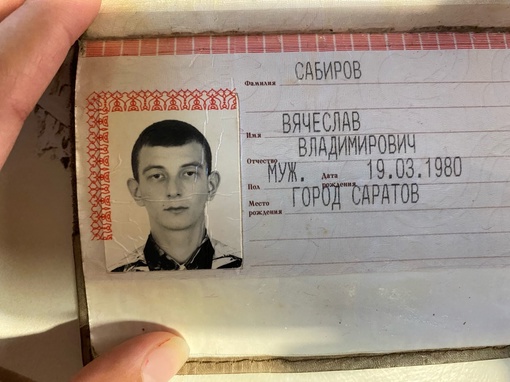 Фамилия САБИРОВ
Имя ВЯЧЕСЛАВ
Отчество ВЛАДИМИРОВИЧ
Пол МУЖ. Дата рождения 19.03.1980
Место рождения ГОРОД САРАТОВ